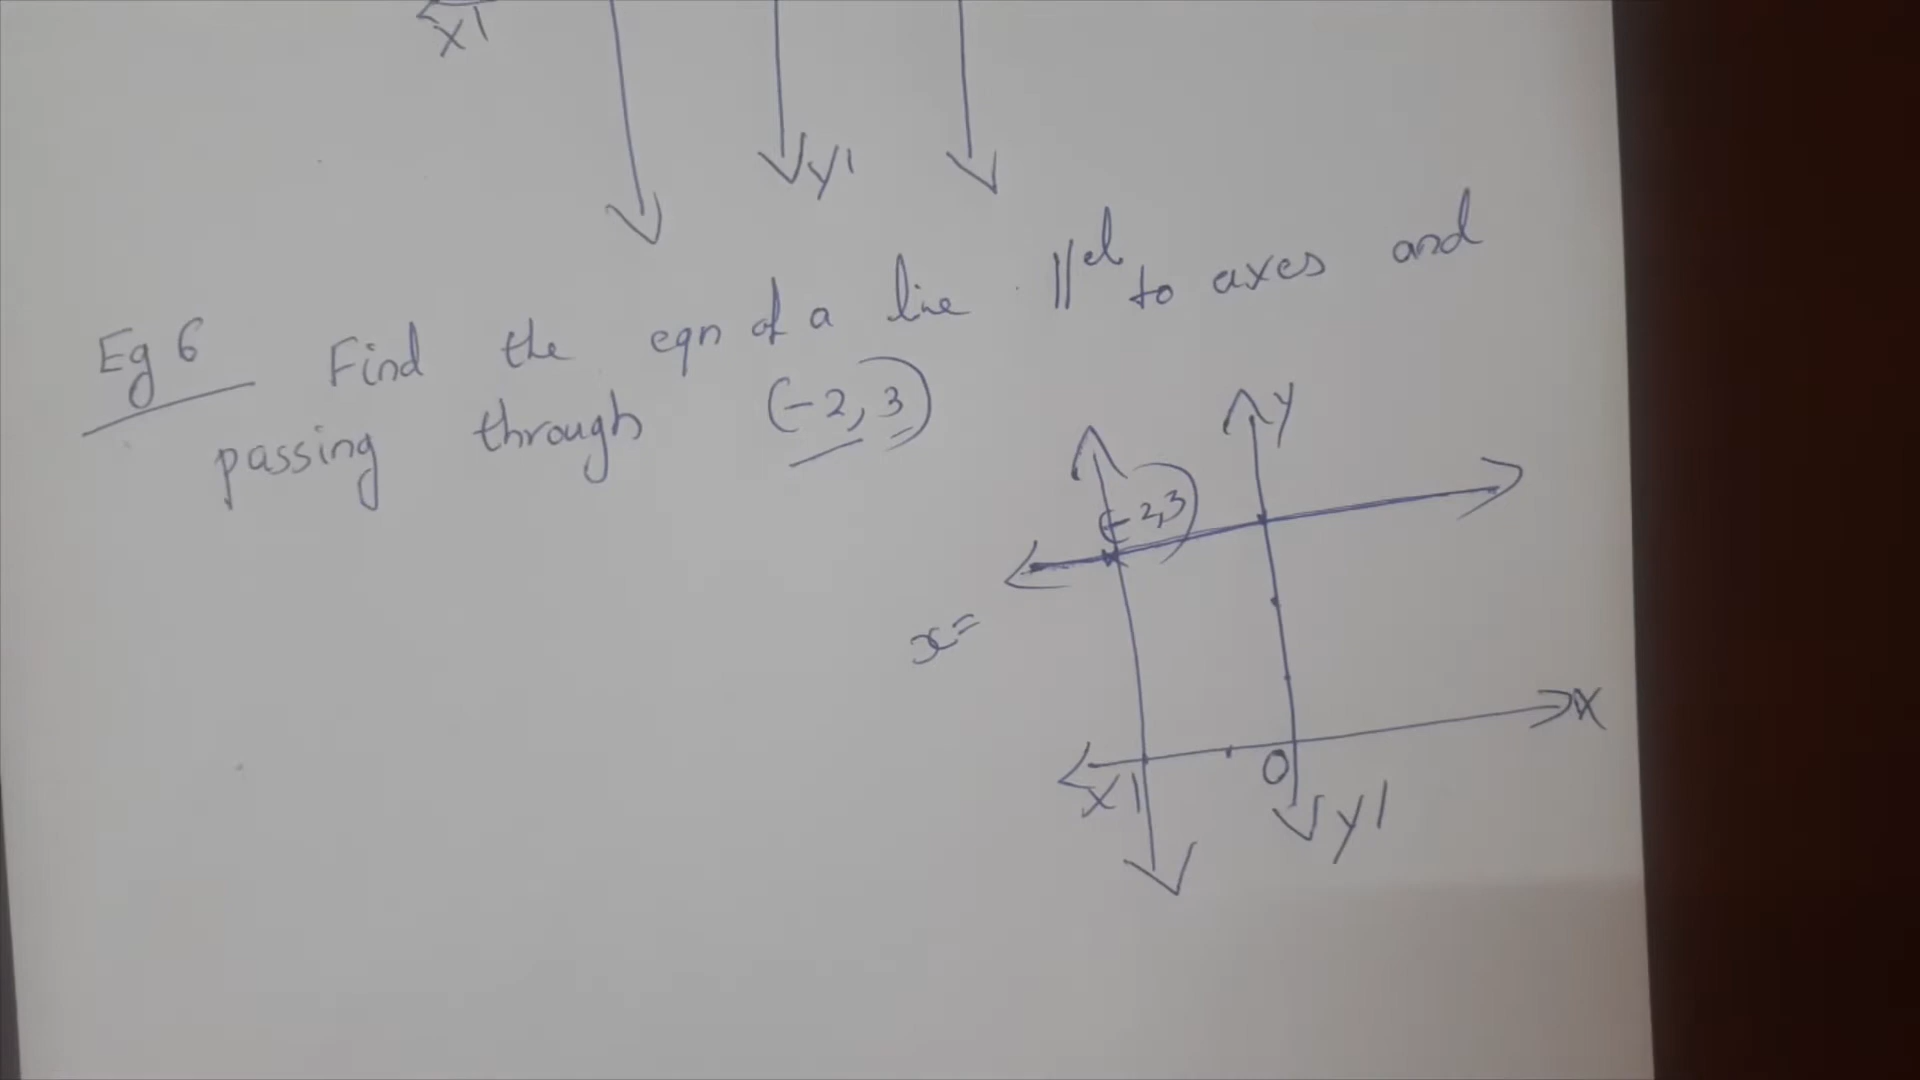 X'
Y'
Eg 6 Find the eqn of a line ||el to axes and
passing through (-2, 3)
Y
(-2,3)
x=
X
O
X'
Y'